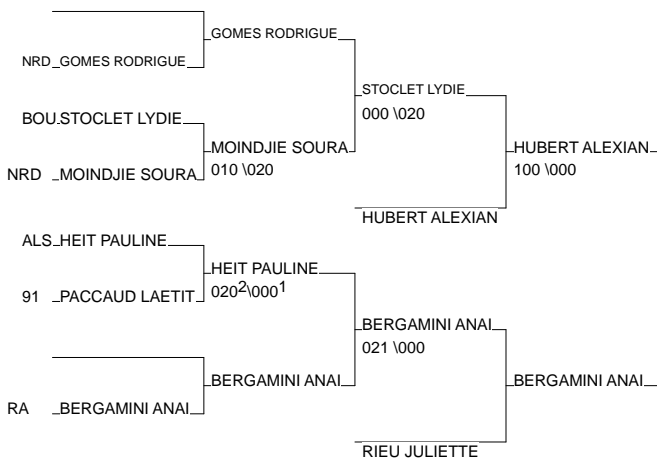 GOMES RODRIGUE
NRD GOMES RODRIGUE
STOCLET LYDIE
000 \020
BOU STOCLET LYDIE
MOINDJIE SOURA
010 \020
HUBERT ALEXIAN
100 \000
NRD MOINDJIE SOURA
HUBERT ALEXIAN
ALS HEIT PAULINE
HEIT PAULINE
020²\000¹
91 PACCAUD LAETIT
BERGAMINI ANAI
021 \000
BERGAMINI ANAI
BERGAMINI ANAI
RA BERGAMINI ANAI
RIEU JULIETTE